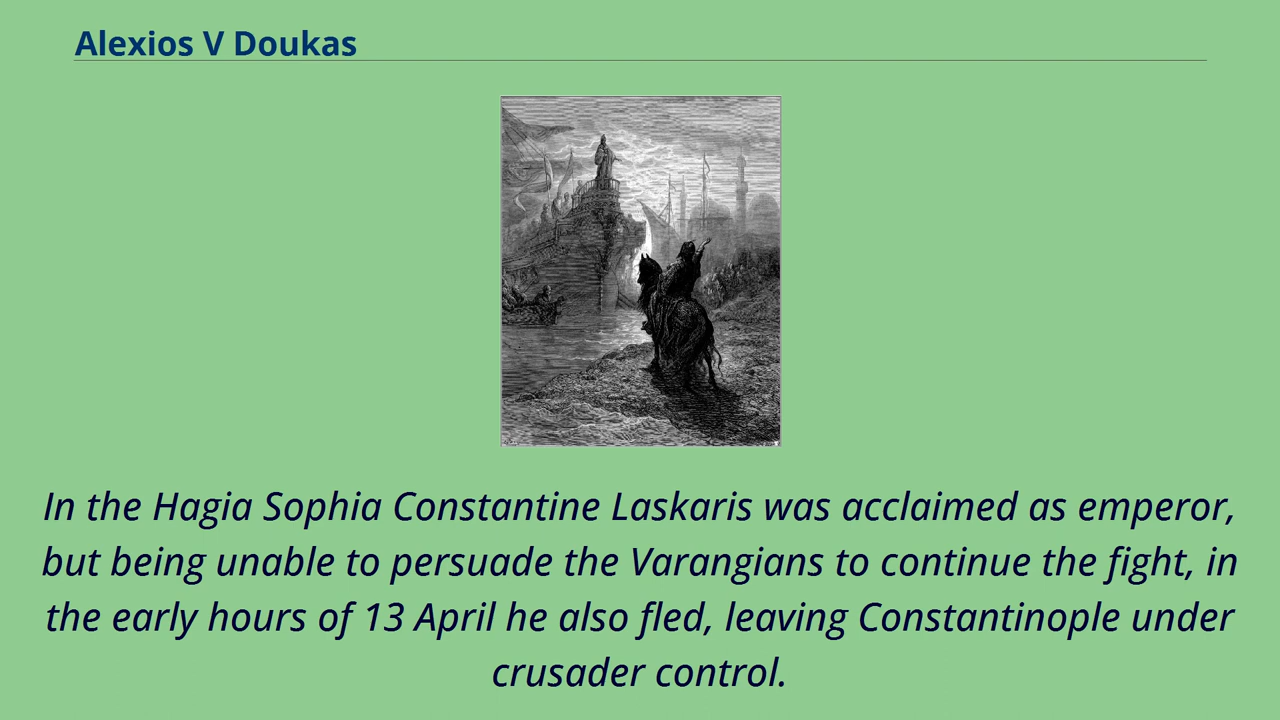 Alexios V Doukas
In the Hagia Sophia Constantine Laskaris was acclaimed as emperor,
but being unable to persuade the Varangians to continue the fight, in
the early hours of 13 April he also fled, leaving Constantinople under
crusader control.